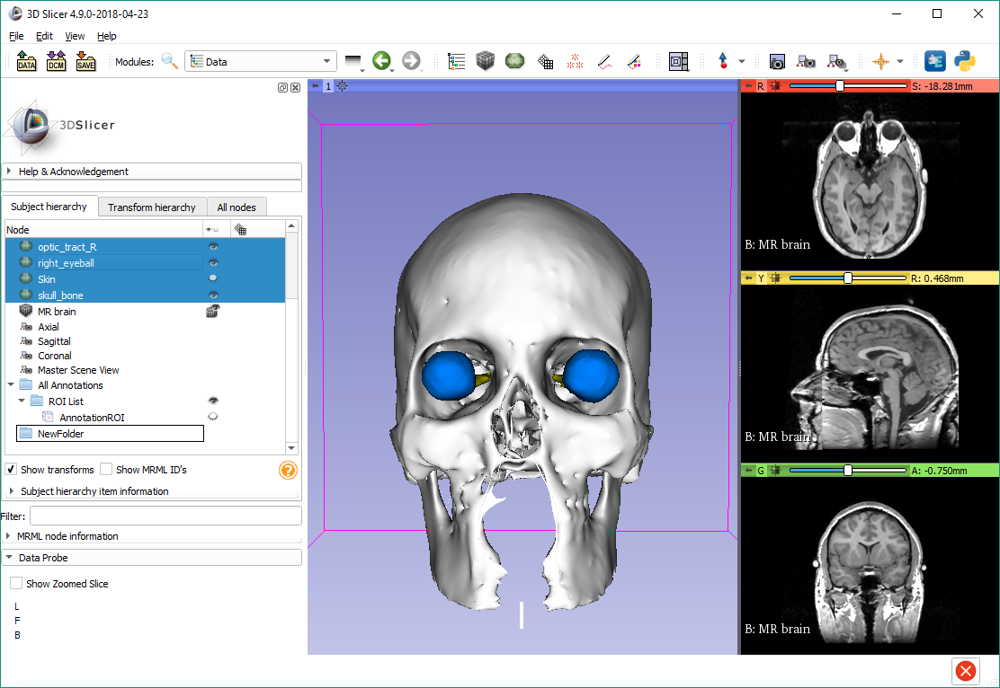 3D Slicer 4.9.0-2018-04-23
File Edit View Help
DATA DCM SAVE Modules: Data
1
R S: -18.281mm
3DSlicer
Help & Acknowledgement
Subject hierarchy Transform hierarchy All nodes
Node
optic_tract_R
right_eyeball
Skin
skull_bone
MR brain
Axial
Sagittal
Coronal
Master Scene View
All Annotations
ROI List
AnnotationROI
NewFolder
Show transforms Show MRML ID's
Subject hierarchy item information
Filter:
MRML node information
Data Probe
Show Zoomed Slice
L
F
B
B: MR brain
Y R: 0.468mm
B: MR brain
G A: -0.750mm
B: MR brain